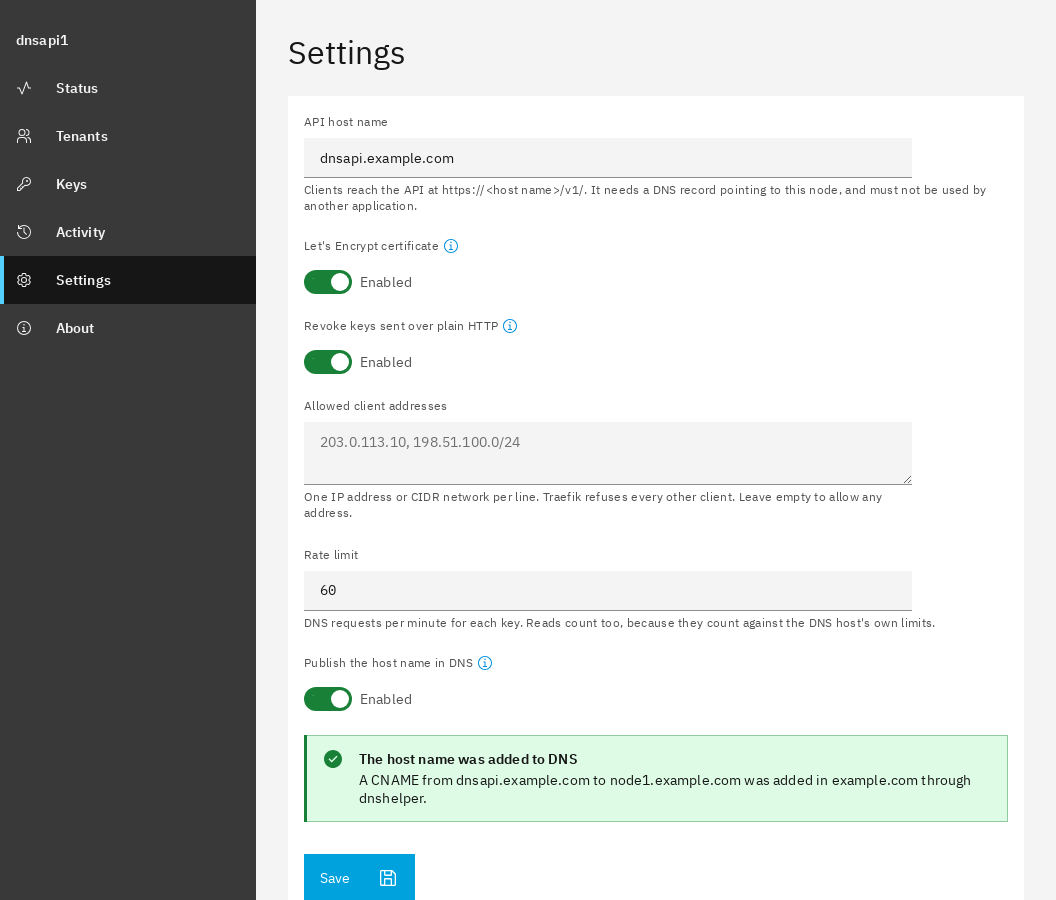 dnsapi1
Status
Tenants
Keys
Activity
Settings
About
Settings
API host name
dnsapi.example.com
Clients reach the API at https://<host name>/v1/. It needs a DNS record pointing to this node, and must not be used by
another application.
Let's Encrypt certificate
Enabled
Revoke keys sent over plain HTTP
Enabled
Allowed client addresses
203.0.113.10, 198.51.100.0/24
One IP address or CIDR network per line. Traefik refuses every other client. Leave empty to allow any
address.
Rate limit
60
DNS requests per minute for each key. Reads count too, because they count against the DNS host's own limits.
Publish the host name in DNS
Enabled
The host name was added to DNS
A CNAME from dnsapi.example.com to node1.example.com was added in example.com through
dnshelper.
Save